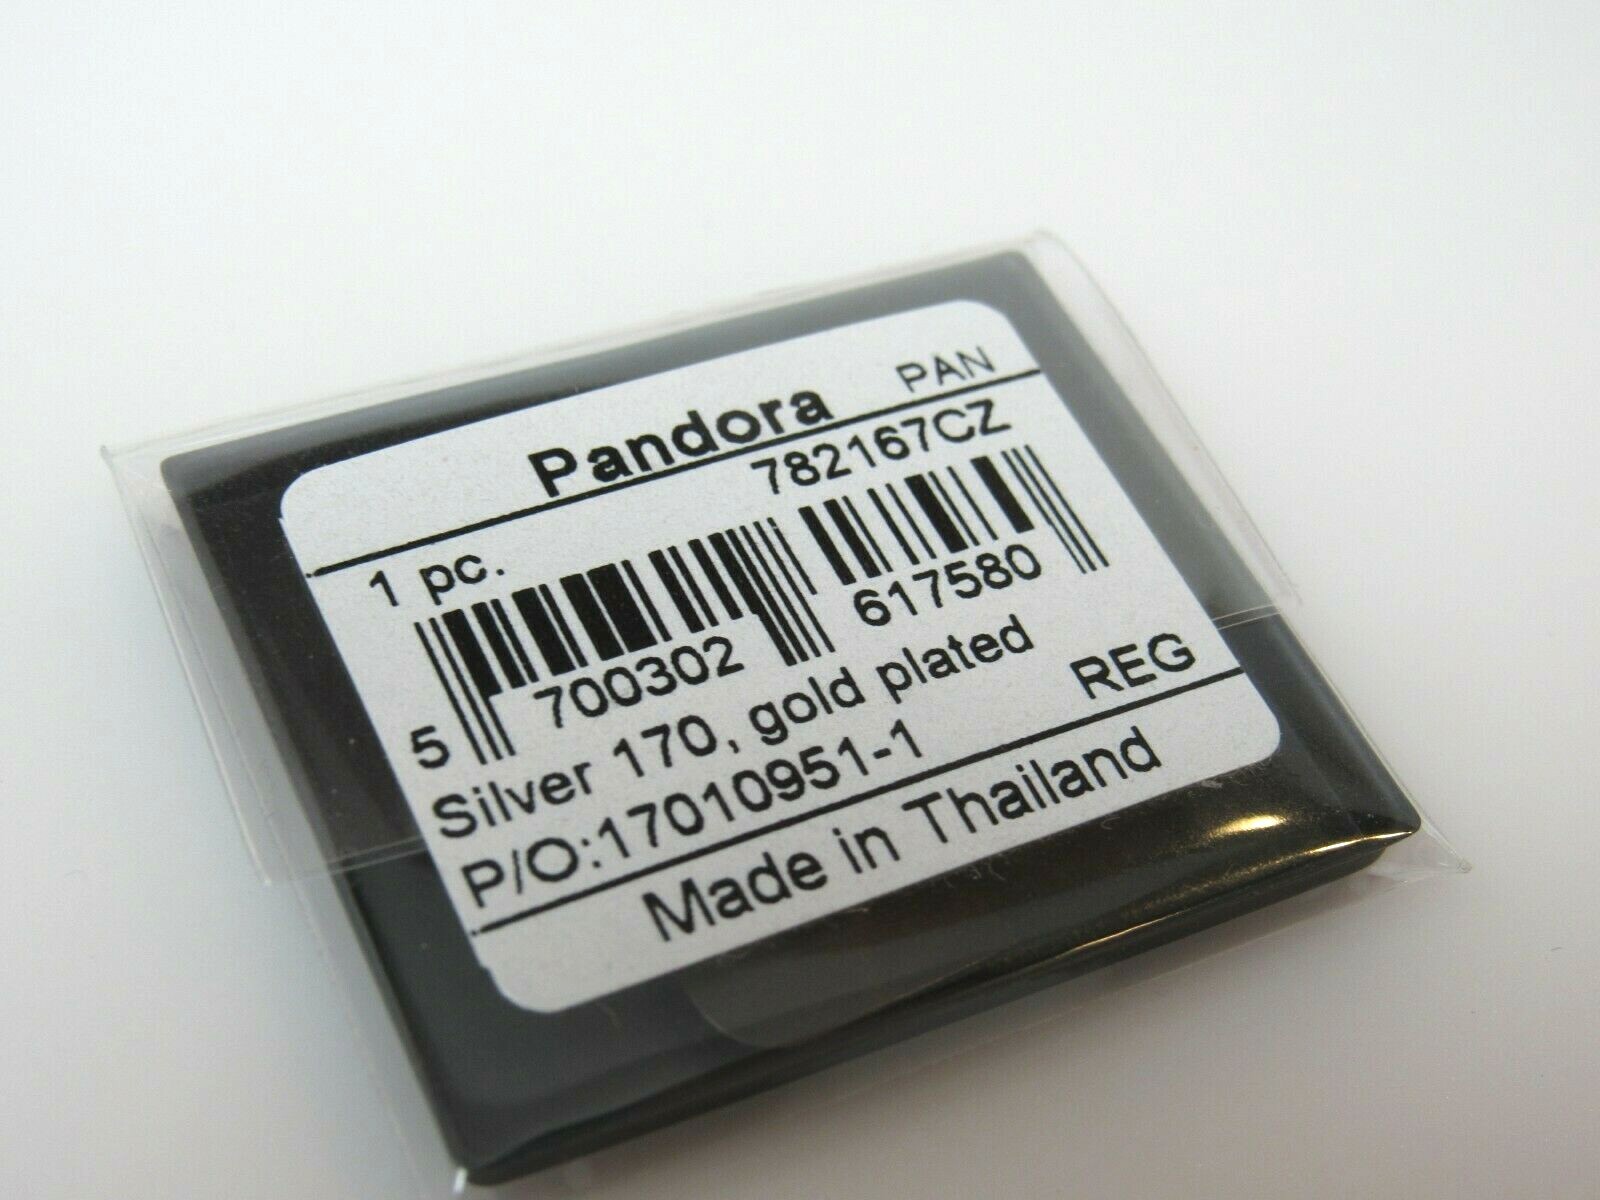 Pandora PAN
1 pc. 782167CZ
5 700302 617580
Silver 170, gold plated
P/O:17010951-1 REG
Made in Thailand